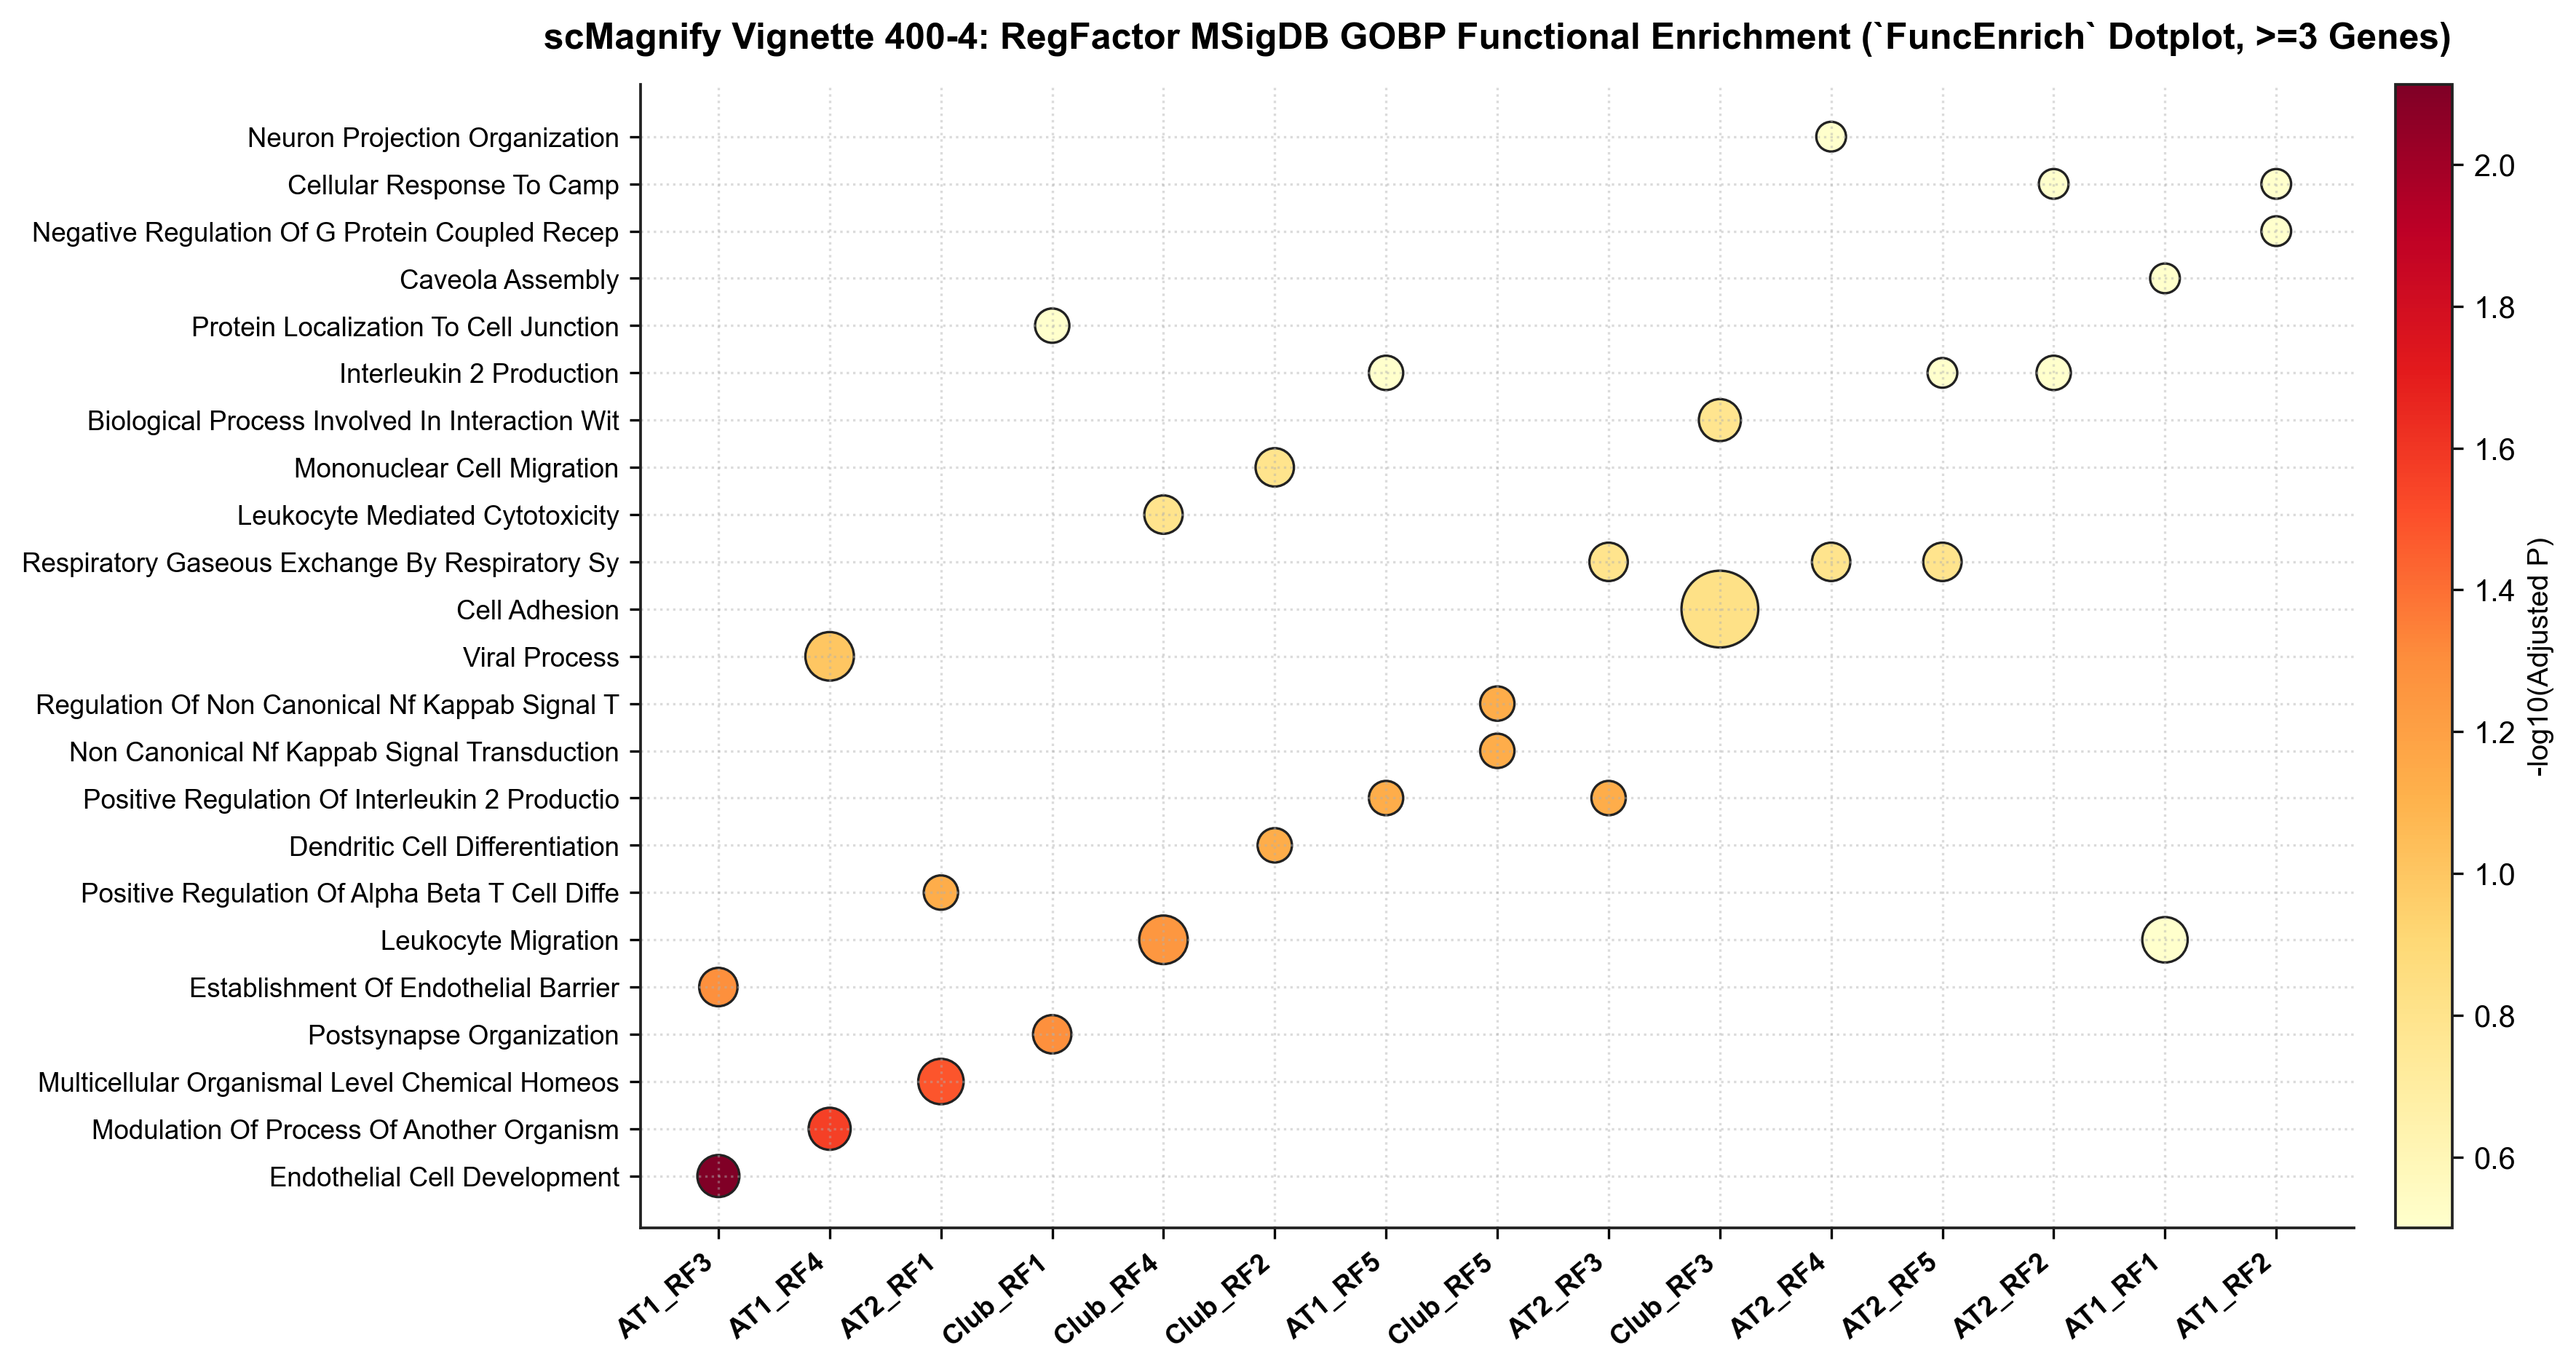 scMagnify Vignette 400-4: RegFactor MSigDB GOBP Functional Enrichment (`FuncEnrich` Dotplot, >=3 Genes)
Neuron Projection Organization
Cellular Response To Camp
Negative Regulation Of G Protein Coupled Recep
Caveola Assembly
Protein Localization To Cell Junction
Interleukin 2 Production
Biological Process Involved In Interaction Wit
Mononuclear Cell Migration
Leukocyte Mediated Cytotoxicity
Respiratory Gaseous Exchange By Respiratory Sy
Cell Adhesion
Viral Process
Regulation Of Non Canonical Nf Kappab Signal T
Non Canonical Nf Kappab Signal Transduction
Positive Regulation Of Interleukin 2 Productio
Dendritic Cell Differentiation
Positive Regulation Of Alpha Beta T Cell Diffe
Leukocyte Migration
Establishment Of Endothelial Barrier
Postsynapse Organization
Multicellular Organismal Level Chemical Homeos
Modulation Of Process Of Another Organism
Endothelial Cell Development
AT1_RF3
AT1_RF4
AT2_RF1
Club_RF1
Club_RF4
Club_RF2
AT1_RF5
Club_RF5
AT2_RF3
Club_RF3
AT2_RF4
AT2_RF5
AT2_RF2
AT1_RF1
AT1_RF2
2.0
1.8
1.6
1.4
1.2
1.0
0.8
0.6
-log10(Adjusted P)